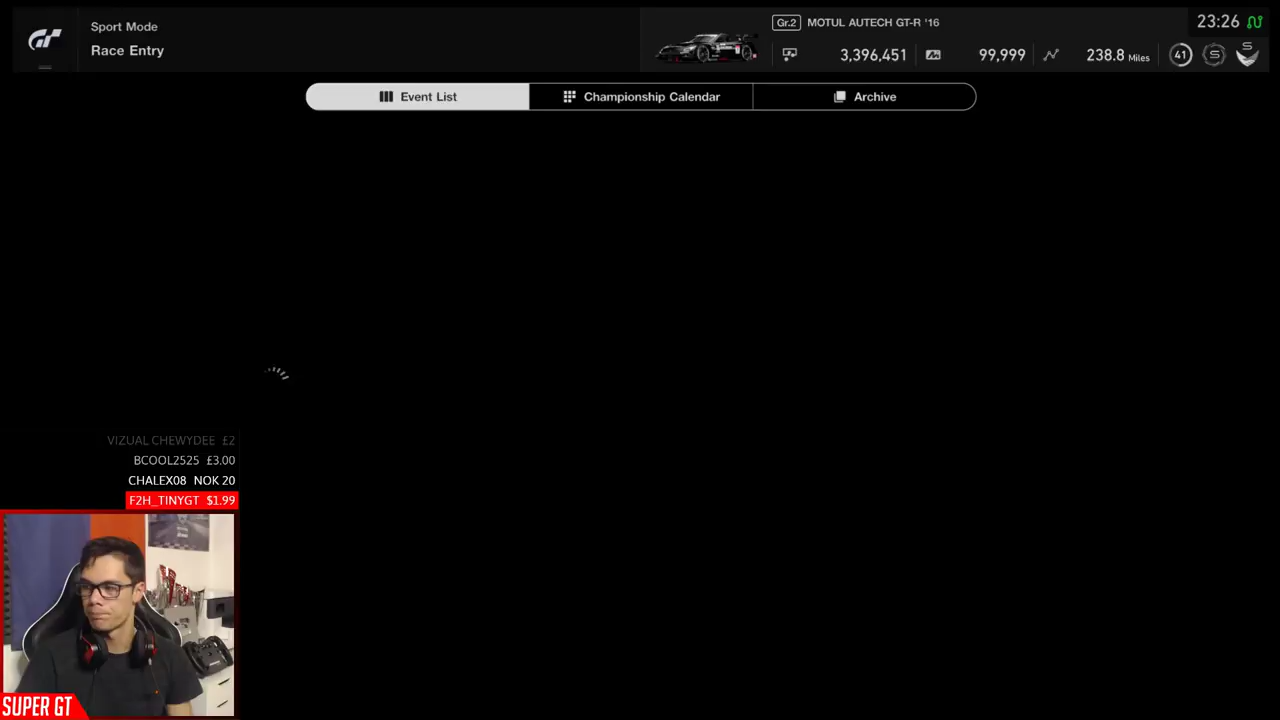 Sport Mode
Race Entry
Gr.2 MOTUL AUTECH GT-R '16
23:26
3,396,451
99,999
238.8 Miles
41
S
S
Event List
Championship Calendar
Archive
VIZUAL CHEWYDEE £2
BCOOL2525 £3.00
CHALEX08 NOK 20
F2H_TINYGT $1.99
SUPER GT